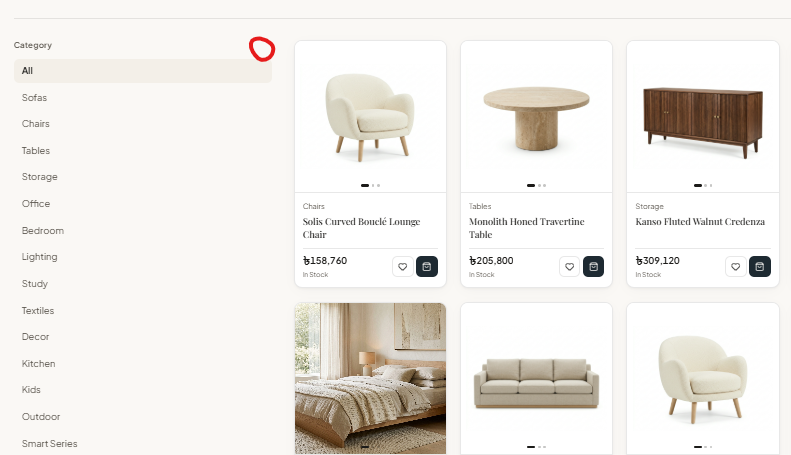 Category
All
Sofas
Chairs
Tables
Storage
Office
Bedroom
Lighting
Study
Textiles
Decor
Kitchen
Kids
Outdoor
Smart Series
Chairs
Solis Curved Bouclé Lounge
Chair
৳158,760
In Stock
Tables
Monolith Honed Travertine
Table
৳205,800
In Stock
Storage
Kanso Fluted Walnut Credenza
৳309,120
In Stock